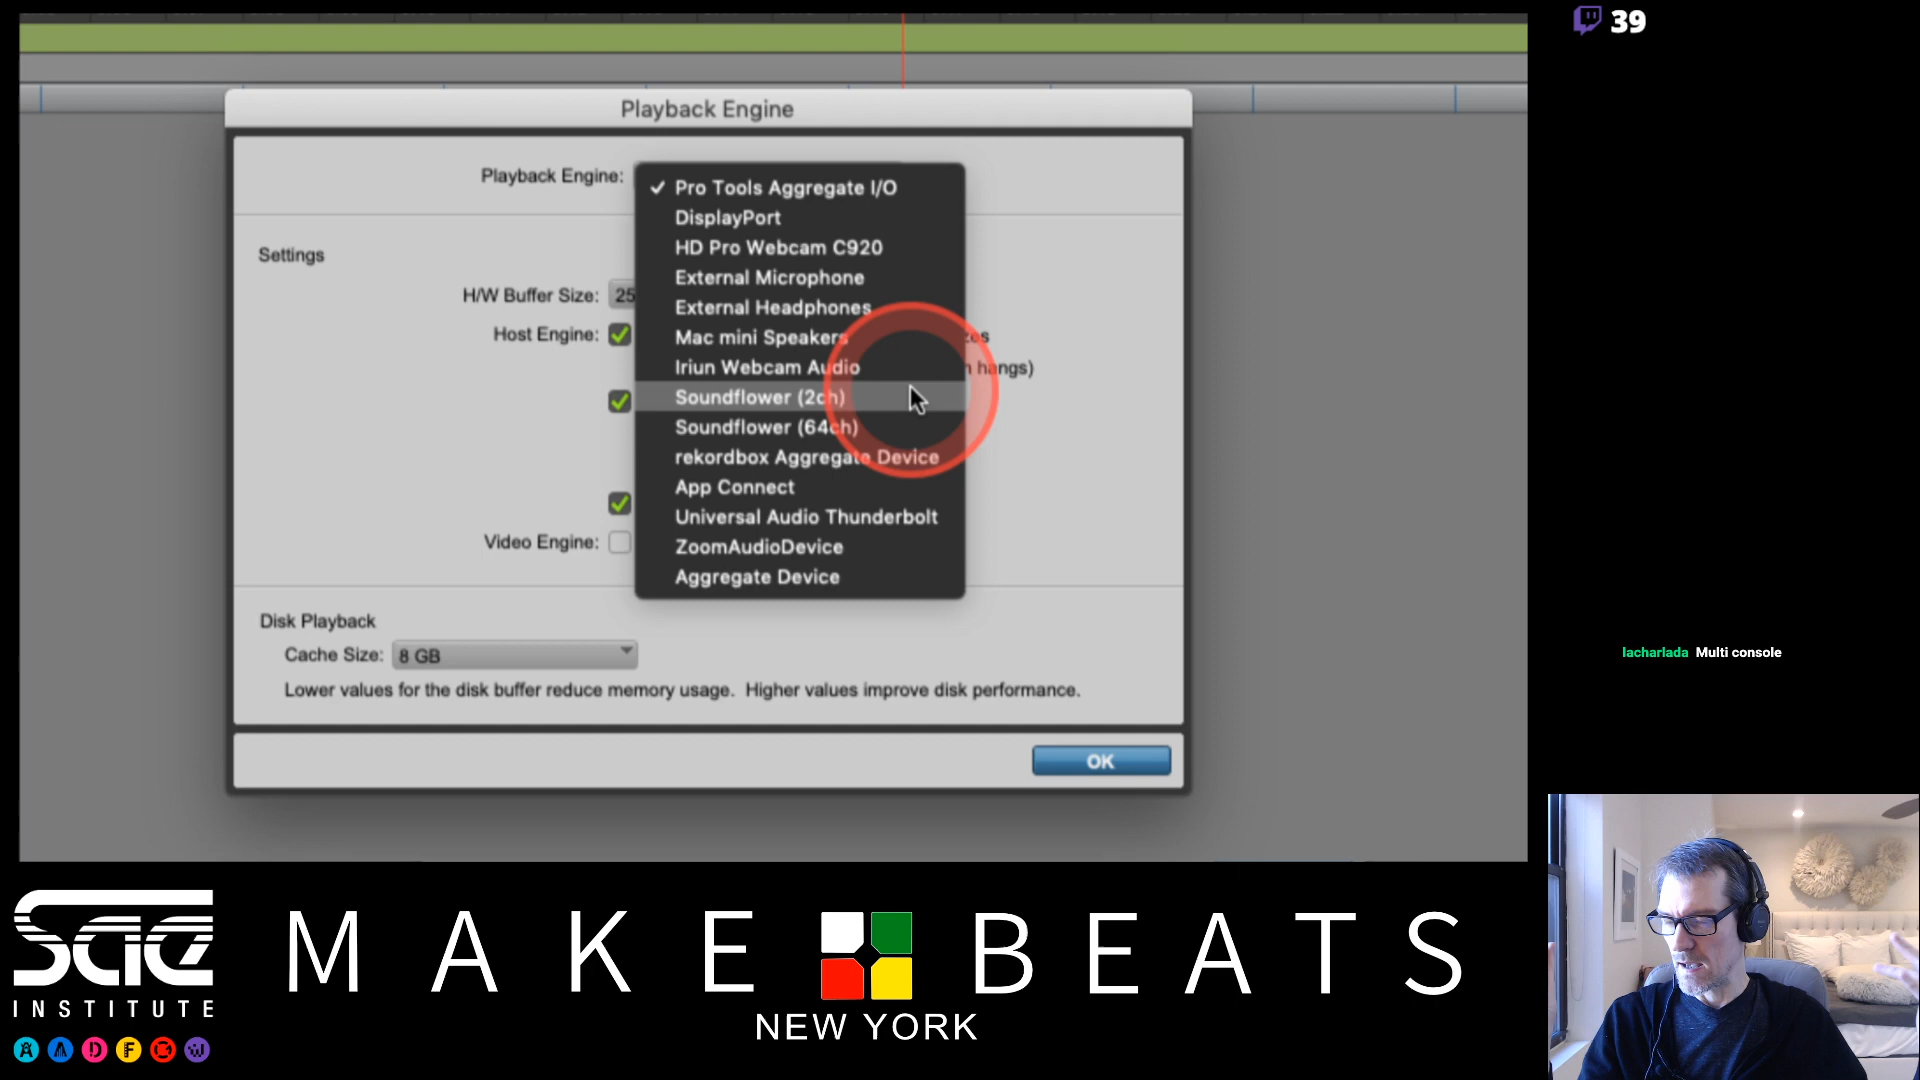 39
Playback Engine
Playback Engine:
✓ Pro Tools Aggregate I/O
DisplayPort
HD Pro Webcam C920
External Microphone
External Headphones
Mac mini Speakers
Iriun Webcam Audio
Soundflower (2ch)
Soundflower (64ch)
rekordbox Aggregate Device
App Connect
Universal Audio Thunderbolt
ZoomAudioDevice
Aggregate Device
Settings
H/W Buffer Size: 25
Host Engine:
hangs)
Video Engine:
Disk Playback
Cache Size: 8 GB
Lower values for the disk buffer reduce memory usage. Higher values improve disk performance.
OK
lacharlada Multi console
sae
INSTITUTE
MAKE BEATS
NEW YORK